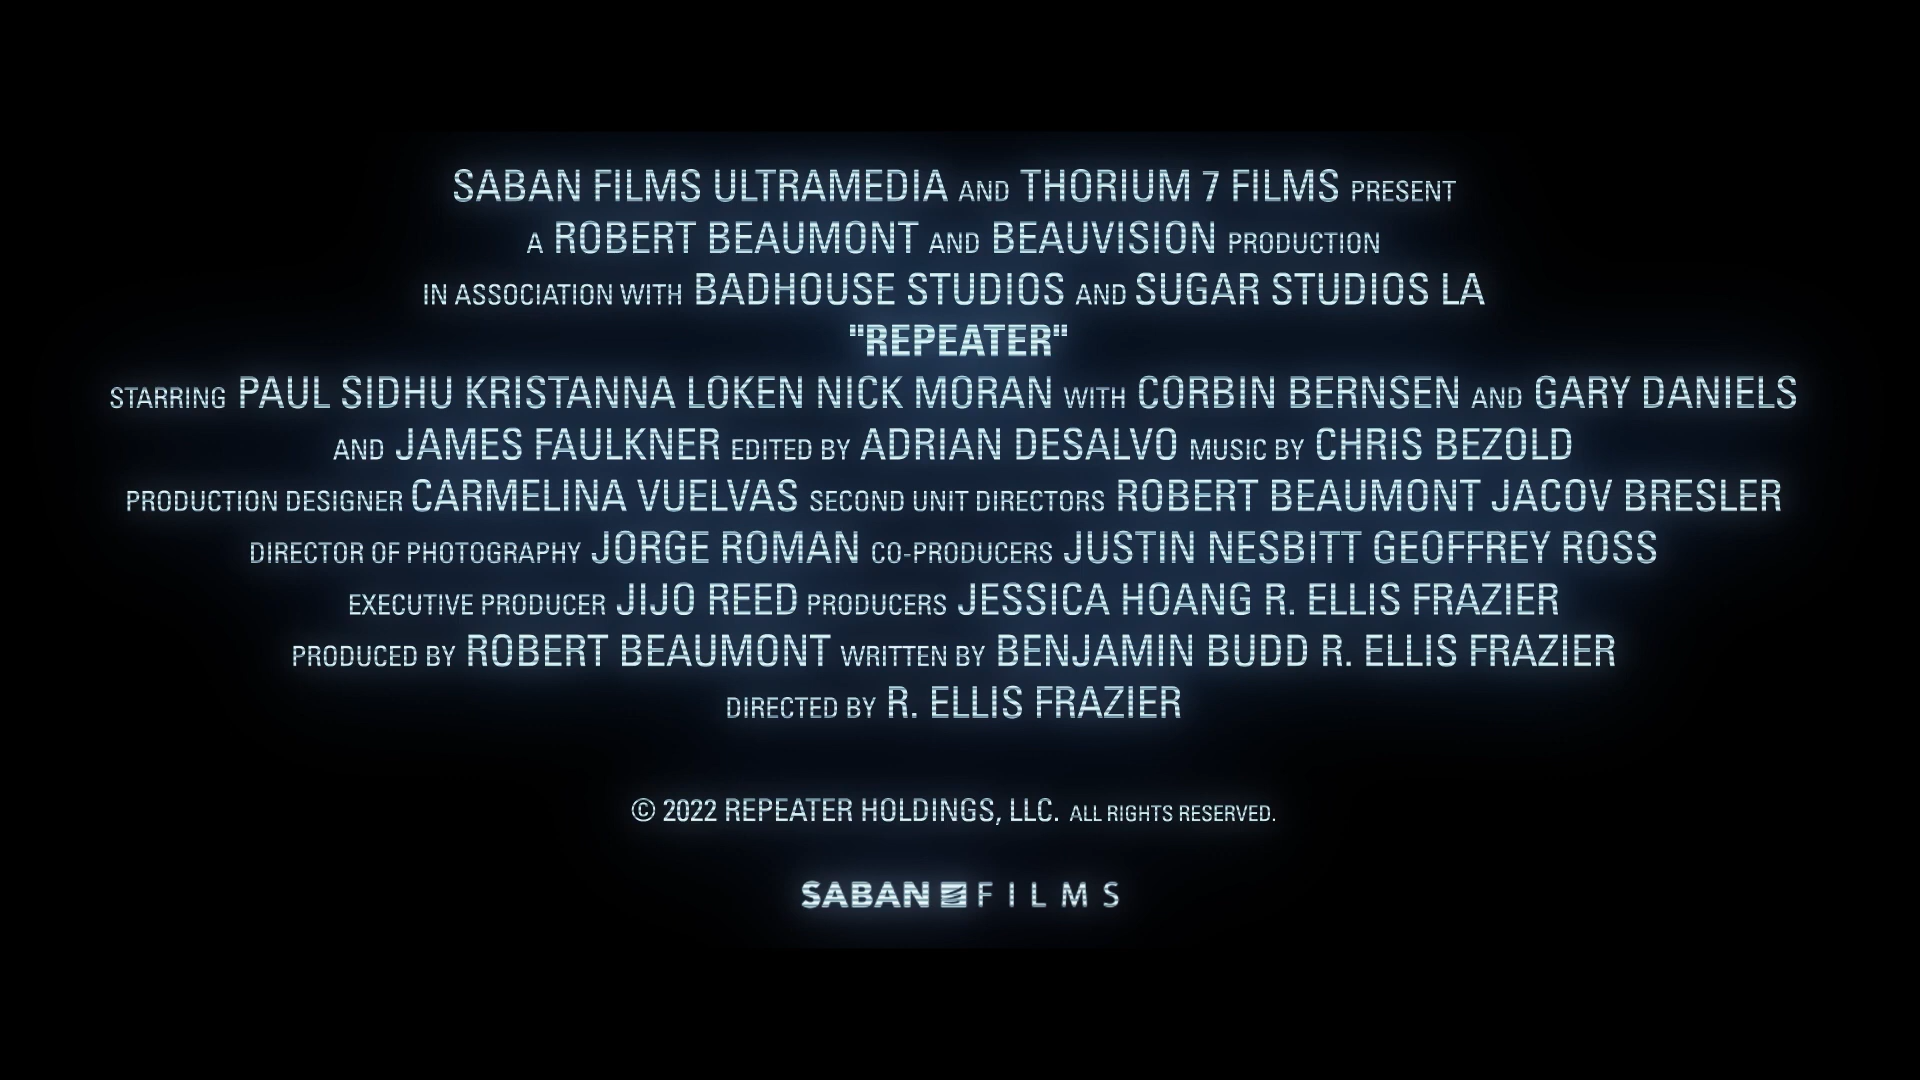 SABAN FILMS ULTRAMEDIA AND THORIUM 7 FILMS PRESENT
A ROBERT BEAUMONT AND BEAUVISION PRODUCTION
IN ASSOCIATION WITH BADHOUSE STUDIOS AND SUGAR STUDIOS LA
"REPEATER"
STARRING PAUL SIDHU KRISTANNA LOKEN NICK MORAN WITH CORBIN BERNSEN AND GARY DANIELS
AND JAMES FAULKNER EDITED BY ADRIAN DESALVO MUSIC BY CHRIS BEZOLD
PRODUCTION DESIGNER CARMELINA VUELVAS SECOND UNIT DIRECTORS ROBERT BEAUMONT JACOV BRESLER
DIRECTOR OF PHOTOGRAPHY JORGE ROMAN CO-PRODUCERS JUSTIN NESBITT GEOFFREY ROSS
EXECUTIVE PRODUCER JIJO REED PRODUCERS JESSICA HOANG R. ELLIS FRAZIER
PRODUCED BY ROBERT BEAUMONT WRITTEN BY BENJAMIN BUDD R. ELLIS FRAZIER
DIRECTED BY R. ELLIS FRAZIER
© 2022 REPEATER HOLDINGS, LLC. ALL RIGHTS RESERVED.
SABAN FILMS